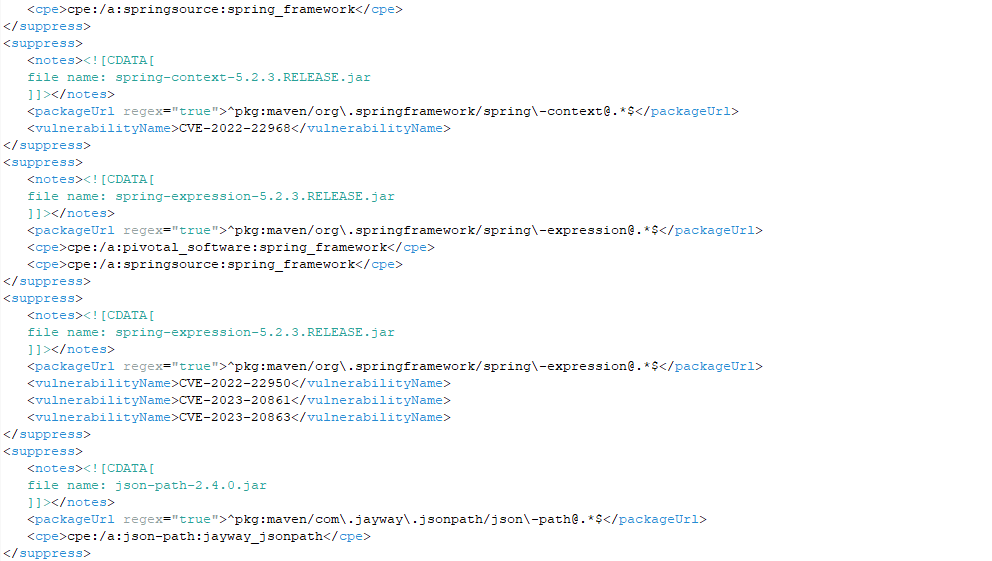 <cpe>cpe:/a:springsource:spring_framework</cpe>
</suppress>
<suppress>
<notes><![CDATA[
file name: spring-context-5.2.3.RELEASE.jar
]]></notes>
<packageUrl regex="true">^pkg:maven/org\.springframework/spring\-context@.*$</packageUrl>
<vulnerabilityName>CVE-2022-22968</vulnerabilityName>
</suppress>
<suppress>
<notes><![CDATA[
file name: spring-expression-5.2.3.RELEASE.jar
]]></notes>
<packageUrl regex="true">^pkg:maven/org\.springframework/spring\-expression@.*$</packageUrl>
<cpe>cpe:/a:pivotal_software:spring_framework</cpe>
<cpe>cpe:/a:springsource:spring_framework</cpe>
</suppress>
<suppress>
<notes><![CDATA[
file name: spring-expression-5.2.3.RELEASE.jar
]]></notes>
<packageUrl regex="true">^pkg:maven/org\.springframework/spring\-expression@.*$</packageUrl>
<vulnerabilityName>CVE-2022-22950</vulnerabilityName>
<vulnerabilityName>CVE-2023-20861</vulnerabilityName>
<vulnerabilityName>CVE-2023-20863</vulnerabilityName>
</suppress>
<suppress>
<notes><![CDATA[
file name: json-path-2.4.0.jar
]]></notes>
<packageUrl regex="true">^pkg:maven/com\.jayway\.jsonpath/json\-path@.*$</packageUrl>
<cpe>cpe:/a:json-path:jayway_jsonpath</cpe>
</suppress>